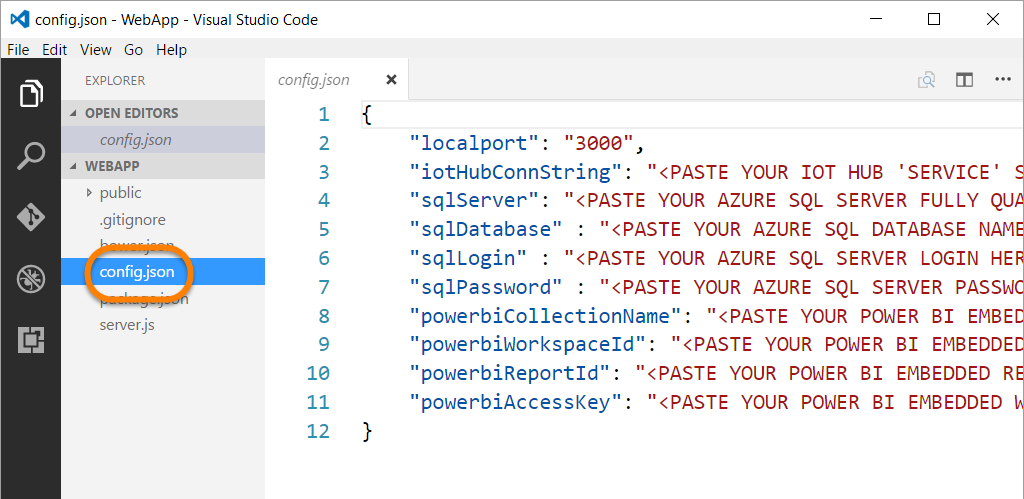 config.json - WebApp - Visual Studio Code
File Edit View Go Help
EXPLORER
OPEN EDITORS
config.json
WEBAPP
public
.gitignore
bower.json
config.json
package.json
server.js
config.json
1 {
2 "localport": "3000",
3 "iotHubConnString": "<PASTE YOUR IOT HUB 'SERVICE' S
4 "sqlServer": "<PASTE YOUR AZURE SQL SERVER FULLY QUA
5 "sqlDatabase" : "<PASTE YOUR AZURE SQL DATABASE NAME
6 "sqlLogin" : "<PASTE YOUR AZURE SQL SERVER LOGIN HER
7 "sqlPassword" : "<PASTE YOUR AZURE SQL SERVER PASSWO
8 "powerbiCollectionName": "<PASTE YOUR POWER BI EMBED
9 "powerbiWorkspaceId": "<PASTE YOUR POWER BI EMBEDDED
10 "powerbiReportId": "<PASTE YOUR POWER BI EMBEDDED RE
11 "powerbiAccessKey": "<PASTE YOUR POWER BI EMBEDDED W
12 }